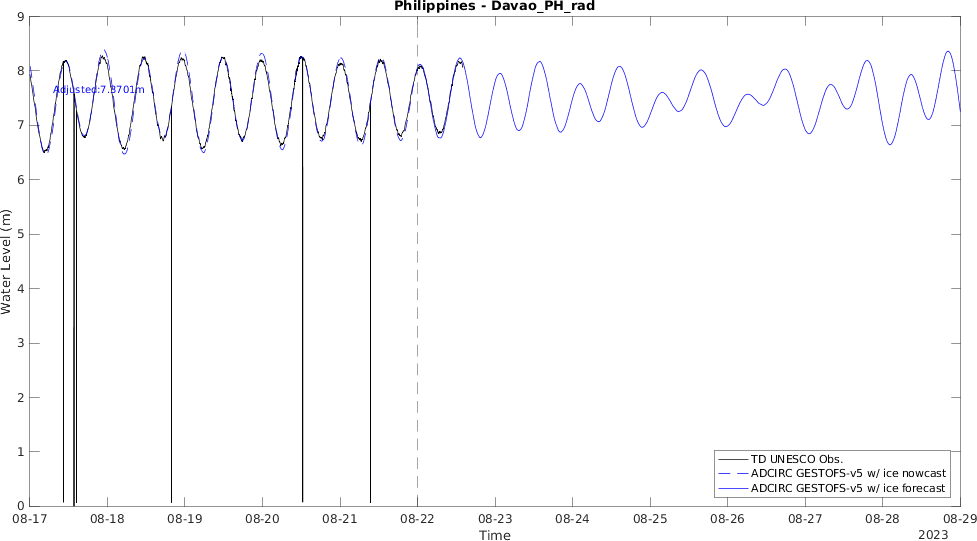 Philippines - Davao_PH_rad
9
8
7
6
5
4
3
2
1
0
Water Level (m)
Adjusted:7.3701m
TD UNESCO Obs.
ADCIRC GESTOFS-v5 w/ ice nowcast
ADCIRC GESTOFS-v5 w/ ice forecast
08-17 08-18 08-19 08-20 08-21 08-22 08-23 08-24 08-25 08-26 08-27 08-28 08-29
Time
2023